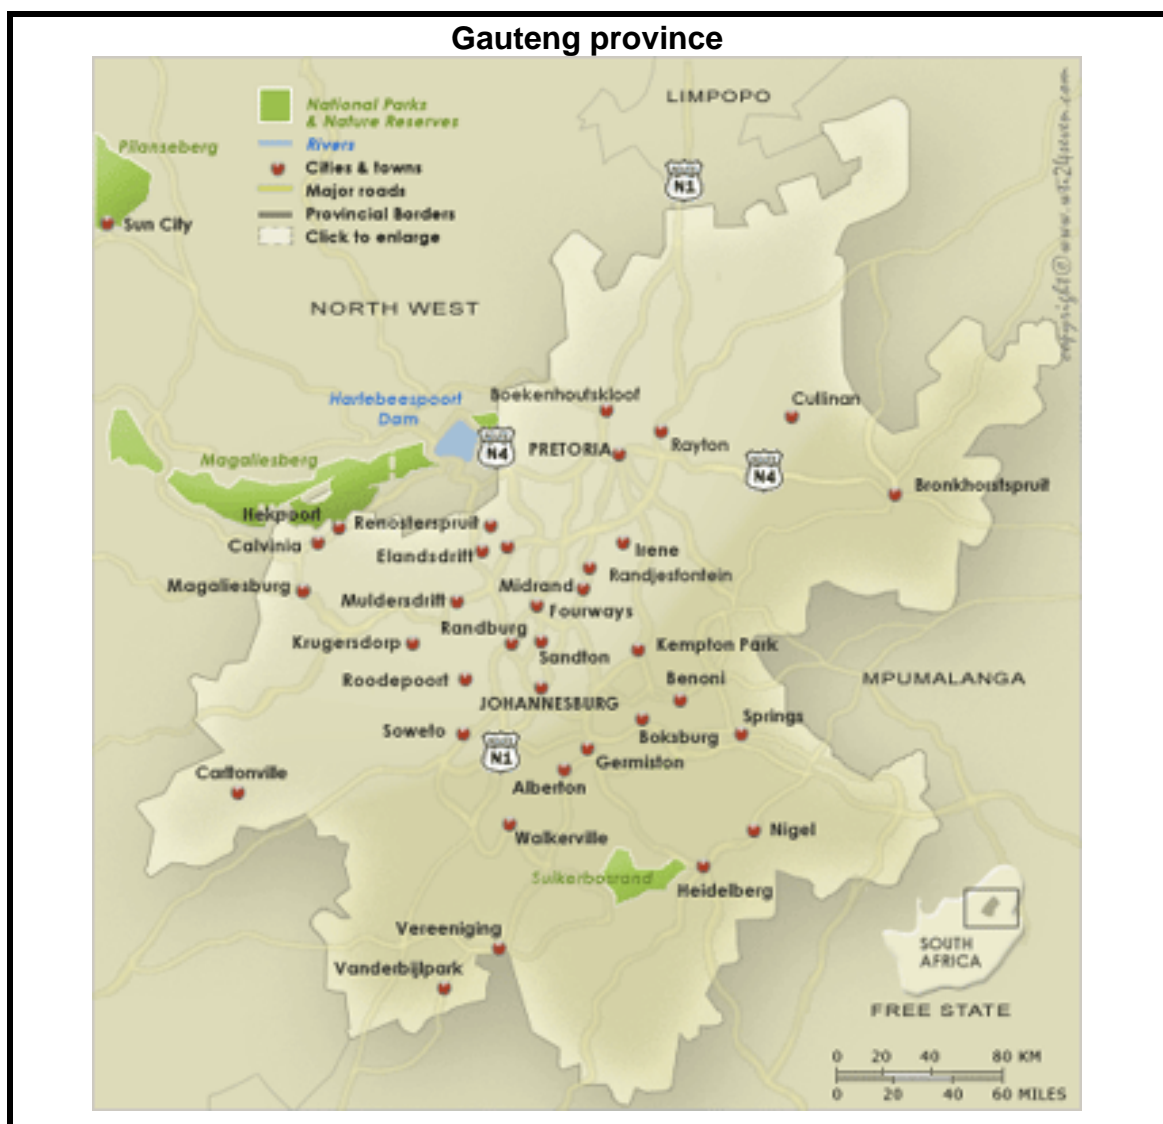 Gauteng province
National Parks
& Nature Reserves
Rivers
Cities & towns
Major roads
Provincial Borders
Click to enlarge
LIMPOPO
N1
Pilanseberg
Sun City
NORTH WEST
Hartebeespoort
Dam
Boekenhoutskloof
Cullinan
N4
PRETORIA
Rayton
N4
Magaliesberg
Bronkhorstspruit
Hekpoort
Renosterspruit
Calvinia
Elandsdrift
Irene
Randjesfontein
Magaliesburg
Midrand
Muldersdrift
Fourways
Randburg
Krugersdorp
Sandton
Kempton Park
Roodepoort
Benoni
MPUMALANGA
JOHANNESBURG
Springs
Soweto
Boksburg
N1
Germiston
Carltonville
Alberton
Walkerville
Nigel
Suikerbosrand
Heidelberg
Vereeniging
Vanderbijlpark
SOUTH
AFRICA
FREE STATE
0 20 40 80 KM
0 20 40 60 MILES